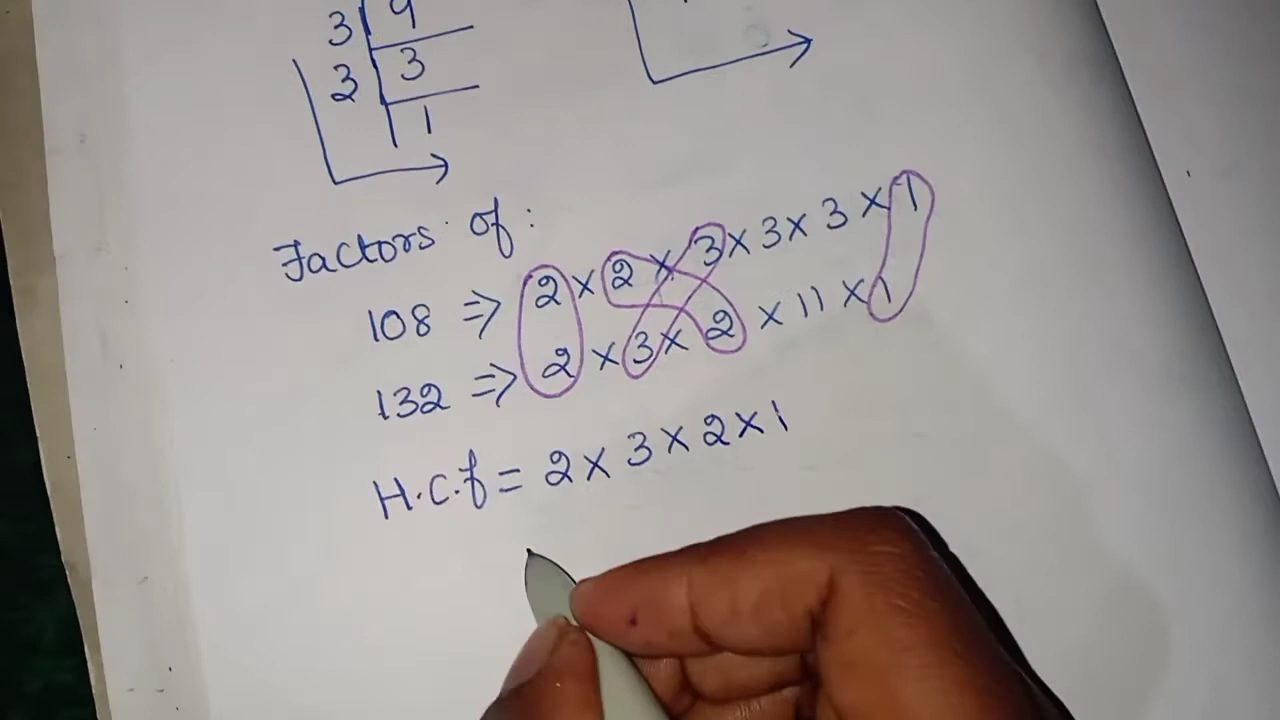 3 9
3 3
1
Factors of :
108 => 2 × 2 × 3 × 3 × 3 × 1
132 => 2 × 3 × 2 × 11 × 1
H.C.f = 2 × 3 × 2 × 1